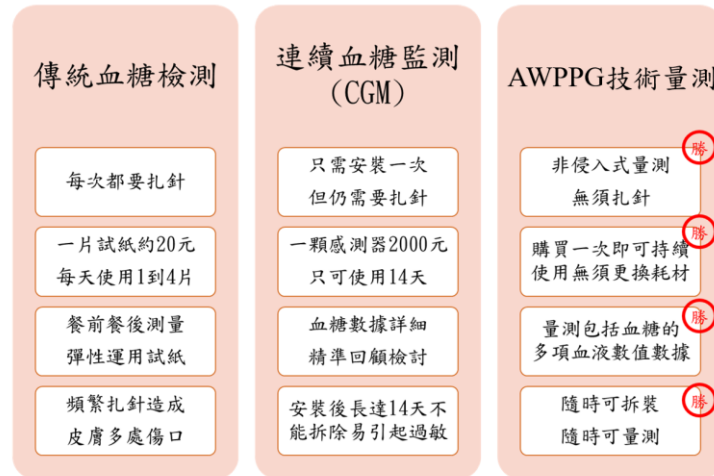 傳統血糖檢測
每次都要扎針
一片試紙約20元
每天使用1到4片
餐前餐後測量
彈性運用試紙
頻繁扎針造成
皮膚多處傷口
連續血糖監測
(CGM)
只需安裝一次
但仍需要扎針
一顆感測器2000元
只可使用14天
血糖數據詳細
精準回顧檢討
安裝後長達14天不
能拆除易引起過敏
AWPPG技術量測
勝
非侵入式量測
無須扎針
勝
購買一次即可持續
使用無須更換耗材
勝
量測包括血糖的
多項血液數值數據
勝
隨時可拆裝
隨時可量測